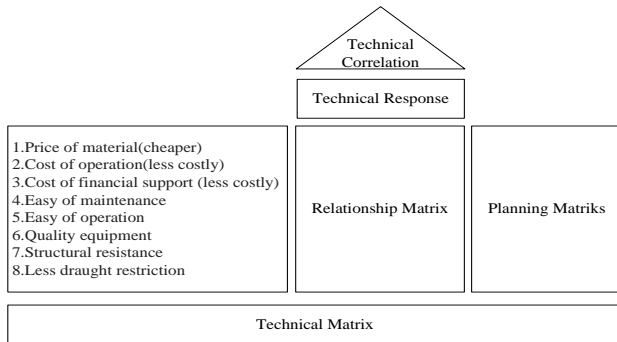 Technical
Correlation
Technical Response
1.Price of material(cheaper)
2.Cost of operation(less costly)
3.Cost of financial support (less costly)
4.Easy of maintenance
5.Easy of operation
6.Quality equipment
7.Structural resistance
8.Less draught restriction
Relationship Matrix
Planning Matriks
Technical Matrix